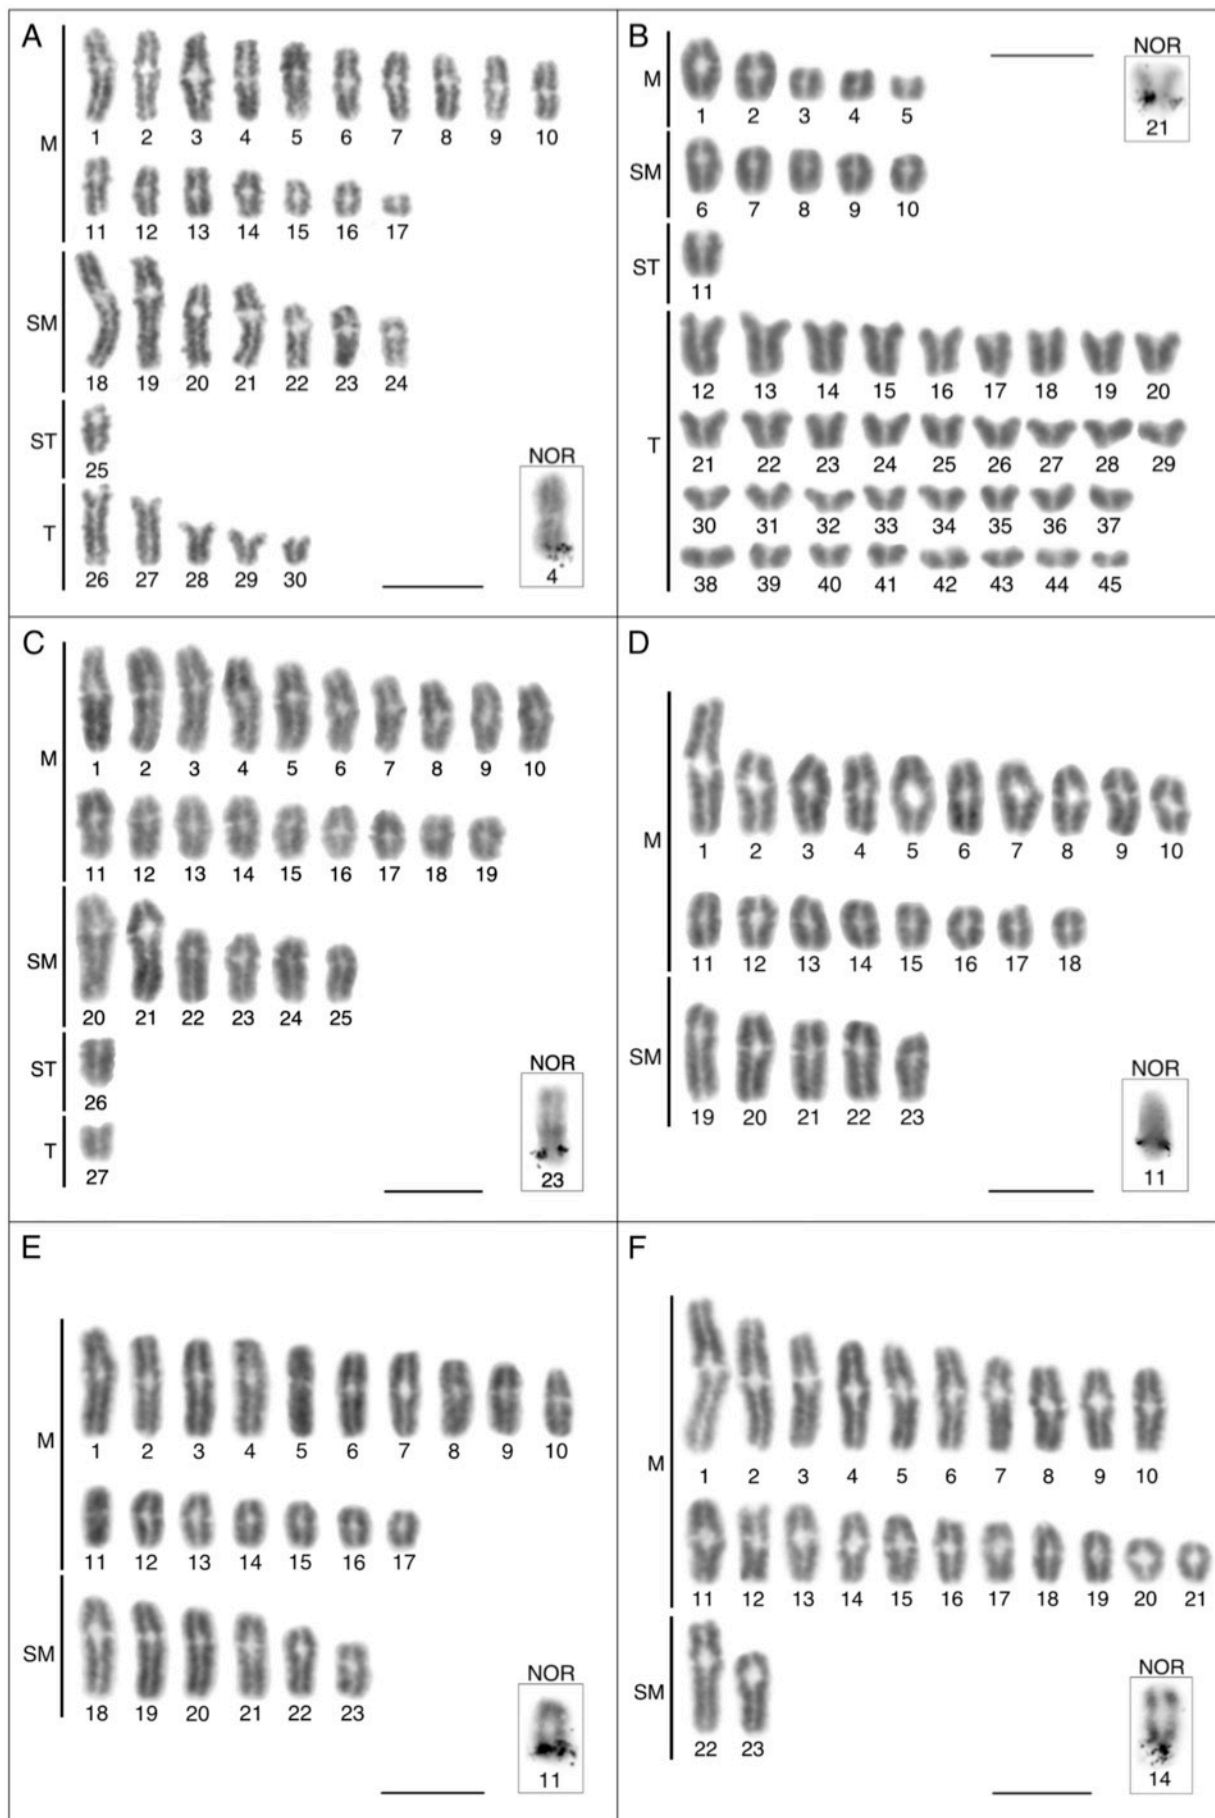 A
1 2 3 4 5 6 7 8 9 10
M
11 12 13 14 15 16 17
SM
18 19 20 21 22 23 24
ST
25
NOR
T
26 27 28 29 30
4
B
NOR
M
1 2 3 4 5
21
SM
6 7 8 9 10
ST
11
12 13 14 15 16 17 18 19 20
T
21 22 23 24 25 26 27 28 29
30 31 32 33 34 35 36 37
38 39 40 41 42 43 44 45
C
M
1 2 3 4 5 6 7 8 9 10
11 12 13 14 15 16 17 18 19
SM
20 21 22 23 24 25
ST
26
NOR
T
27
23
D
M
1 2 3 4 5 6 7 8 9 10
11 12 13 14 15 16 17 18
SM
19 20 21 22 23
NOR
11
E
M
1 2 3 4 5 6 7 8 9 10
11 12 13 14 15 16 17
SM
18 19 20 21 22 23
NOR
11
F
M
1 2 3 4 5 6 7 8 9 10
11 12 13 14 15 16 17 18 19 20 21
SM
22 23
NOR
14